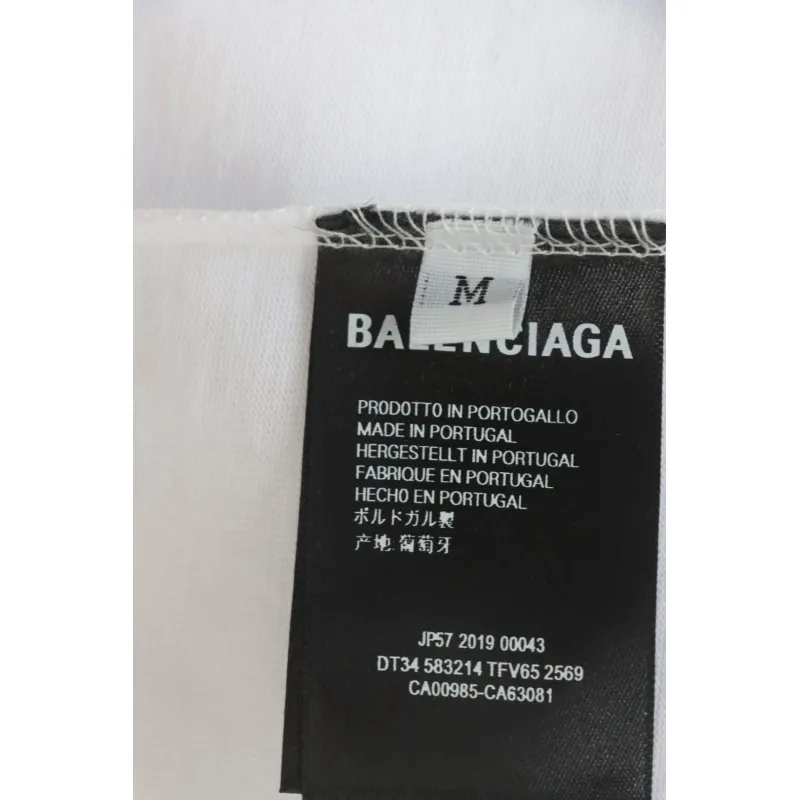 M
BALENCIAGA
PRODOTTO IN PORTOGALLO
MADE IN PORTUGAL
HERGESTELLT IN PORTUGAL
FABRIQUE EN PORTUGAL
HECHO EN PORTUGAL
ポルトガル製
产地:葡萄牙
JP57 2019 00043
DT34 583214 TFV65 2569
CA00985-CA63081